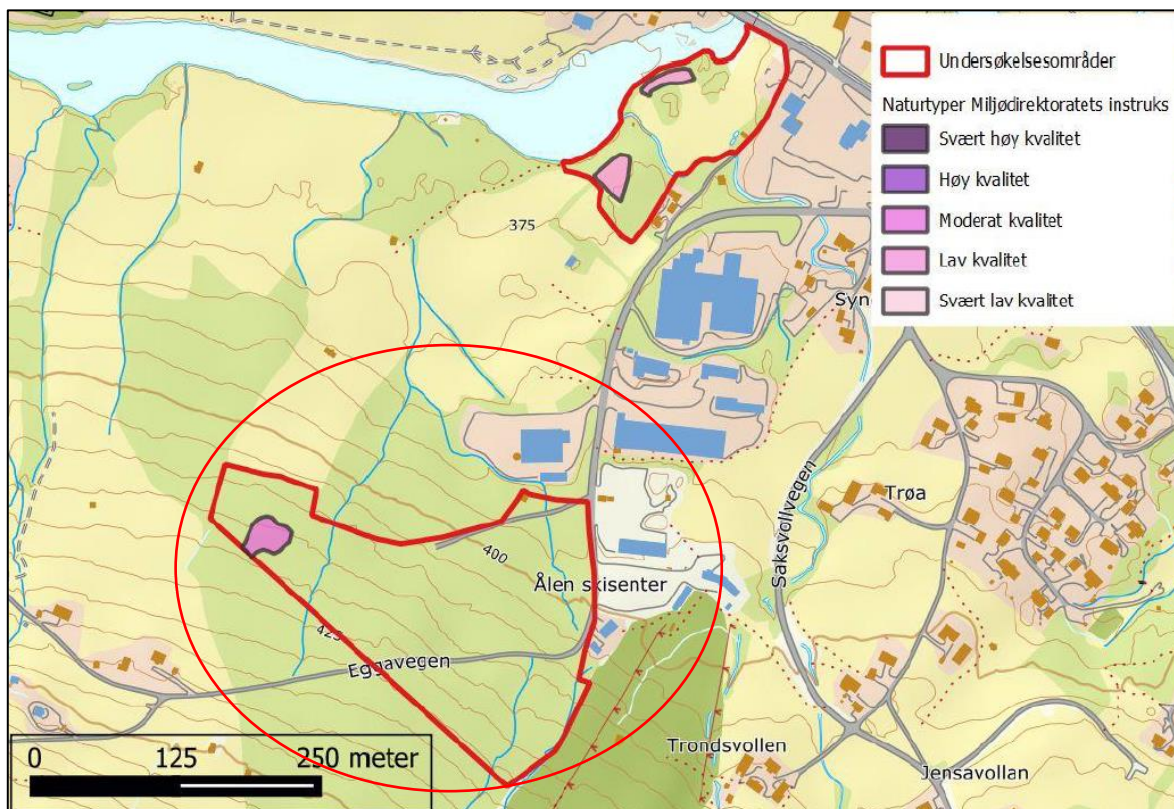 Undersøkelsesområder
Naturtyper Miljødirektoratets instruks
Svært høy kvalitet
Høy kvalitet
Moderat kvalitet
Lav kvalitet
Svært lav kvalitet
375
Trøa
Saksvollvegen
400
Ålen skisenter
425
Eggavegen
Trondsvollen
Jensavollan
0 125 250 meter